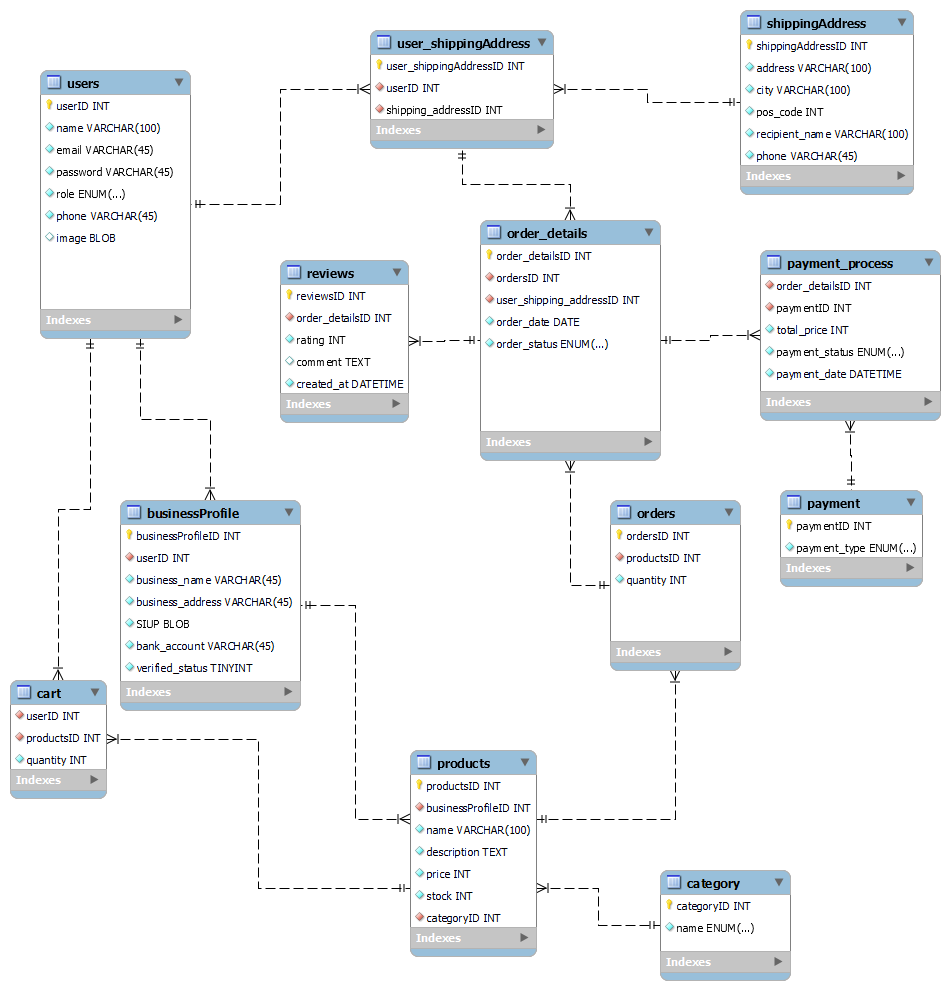 users
userID INT
name VARCHAR(100)
email VARCHAR(45)
password VARCHAR(45)
role ENUM(...)
phone VARCHAR(45)
image BLOB
Indexes
user_shippingAddress
user_shippingAddressID INT
userID INT
shipping_addressID INT
Indexes
shippingAddress
shippingAddressID INT
address VARCHAR(100)
city VARCHAR(100)
pos_code INT
recipient_name VARCHAR(100)
phone VARCHAR(45)
Indexes
reviews
reviewsID INT
order_detailsID INT
rating INT
comment TEXT
created_at DATETIME
Indexes
order_details
order_detailsID INT
ordersID INT
user_shipping_addressID INT
order_date DATE
order_status ENUM(...)
Indexes
payment_process
order_detailsID INT
paymentID INT
total_price INT
payment_status ENUM(...)
payment_date DATETIME
Indexes
businessProfile
businessProfileID INT
userID INT
business_name VARCHAR(45)
business_address VARCHAR(45)
SIUP BLOB
bank_account VARCHAR(45)
verified_status TINYINT
Indexes
orders
ordersID INT
productsID INT
quantity INT
Indexes
payment
paymentID INT
payment_type ENUM(...)
Indexes
cart
userID INT
productsID INT
quantity INT
Indexes
products
productsID INT
businessProfileID INT
name VARCHAR(100)
description TEXT
price INT
stock INT
categoryID INT
Indexes
category
categoryID INT
name ENUM(...)
Indexes